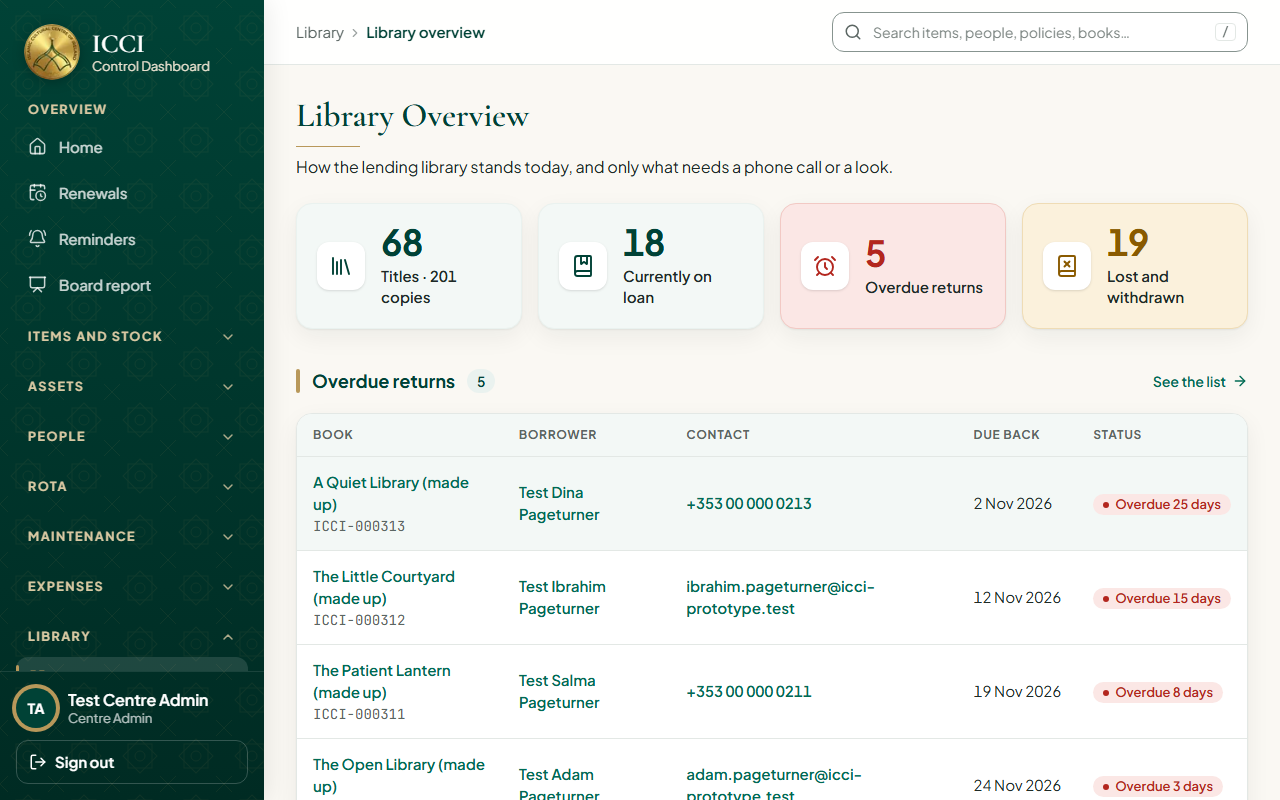 ICCI
Control Dashboard
OVERVIEW
Home
Renewals
Reminders
Board report
ITEMS AND STOCK
ASSETS
PEOPLE
ROTA
MAINTENANCE
EXPENSES
LIBRARY
TA
Test Centre Admin
Centre Admin
Sign out
Library > Library overview
Search items, people, policies, books...
/
Library Overview
How the lending library stands today, and only what needs a phone call or a look.
68
Titles · 201
copies
18
Currently on
loan
5
Overdue returns
19
Lost and
withdrawn
Overdue returns 5
See the list →
BOOK BORROWER CONTACT DUE BACK STATUS
A Quiet Library (made
up)
ICCI-000313
Test Dina
Pageturner
+353 00 000 0213
2 Nov 2026
Overdue 25 days
The Little Courtyard
(made up)
ICCI-000312
Test Ibrahim
Pageturner
ibrahim.pageturner@icci-
prototype.test
12 Nov 2026
Overdue 15 days
The Patient Lantern
(made up)
ICCI-000311
Test Salma
Pageturner
+353 00 000 0211
19 Nov 2026
Overdue 8 days
The Open Library (made
up)
Test Adam
Pageturner
adam.pageturner@icci-
prototype.test
24 Nov 2026
Overdue 3 days